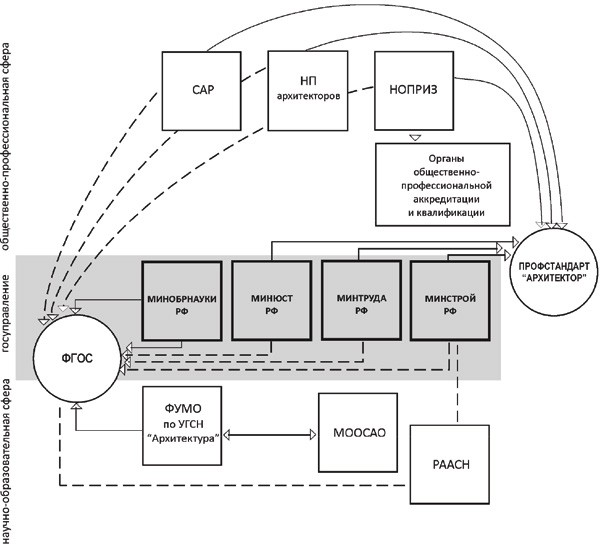 общественно-профессиональная сфера
САР
НП
архитекторов
НОПРИЗ
Органы
общественно-
профессиональной
аккредитации
и квалификации
ПРОФСТАНДАРТ
"АРХИТЕКТОР"
госуправление
МИНОБРНАУКИ
РФ
МИНЮСТ
РФ
МИНТРУДА
РФ
МИНСТРОЙ
РФ
ФГОС
научно-образовательная сфера
ФУМО
по УГСН
"Архитектура"
МООСАО
РААСН